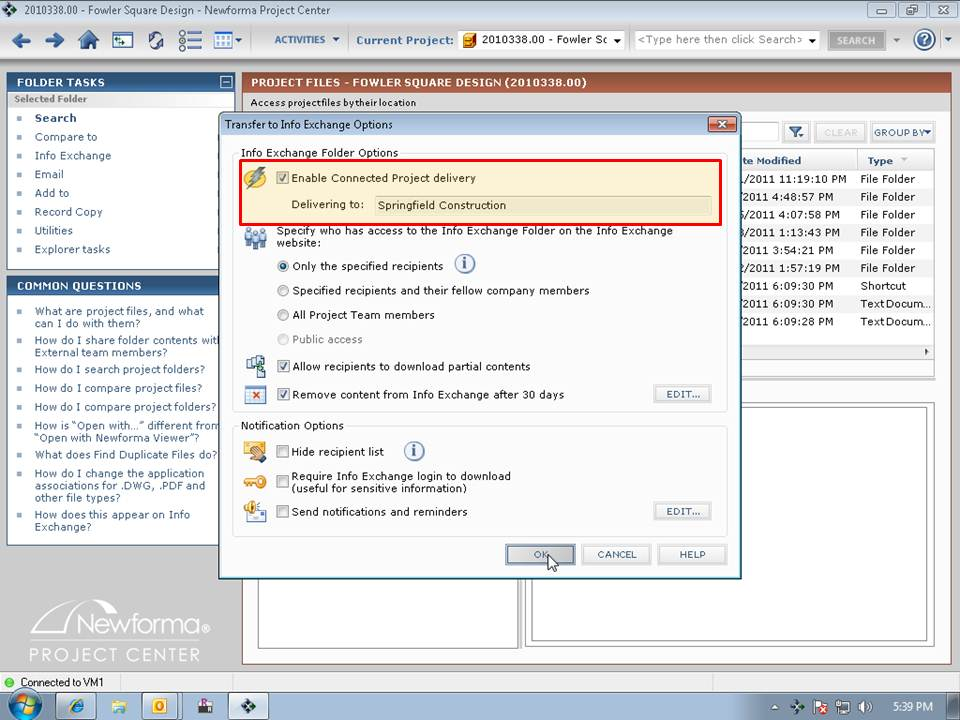 2010338.00 - Fowler Square Design - Newforma Project Center
ACTIVITIES
Current Project:
2010338.00 - Fowler Sc
<Type here then click Search>
SEARCH
FOLDER TASKS
Selected Folder
Search
Compare to
Info Exchange
Email
Add to
Record Copy
Utilities
Explorer tasks
COMMON QUESTIONS
What are project files, and what
can I do with them?
How do I share folder contents with
External team members?
How do I search project folders?
How do I compare project files?
How do I compare project folders?
How is "Open with..." different from
"Open with Newforma Viewer"?
What does Find Duplicate Files do?
How do I change the application
associations for .DWG, .PDF and
other file types?
How does this appear on Info
Exchange?
Newforma®
PROJECT CENTER
PROJECT FILES - FOWLER SQUARE DESIGN (2010338.00)
Access projectfiles by their location
CLEAR
GROUP BY
te Modified
Type
/2011 11:19:10 PM File Folder
/2011 4:48:57 PM File Folder
/2011 4:07:58 PM File Folder
/2011 1:13:43 PM File Folder
/2011 3:54:21 PM File Folder
/2011 1:57:19 PM File Folder
/2011 6:09:30 PM Shortcut
/2011 6:09:30 PM Text Docum...
/2011 6:09:28 PM Text Docum...
Transfer to Info Exchange Options
Info Exchange Folder Options
Enable Connected Project delivery
Delivering to: Springfield Construction
Specify who has access to the Info Exchange Folder on the Info Exchange
website:
Only the specified recipients
Specified recipients and their fellow company members
All Project Team members
Public access
Allow recipients to download partial contents
Remove content from Info Exchange after 30 days
EDIT...
Notification Options
Hide recipient list
Require Info Exchange login to download
(useful for sensitive information)
Send notifications and reminders
EDIT...
OK
CANCEL
HELP
Connected to VM1
5:39 PM